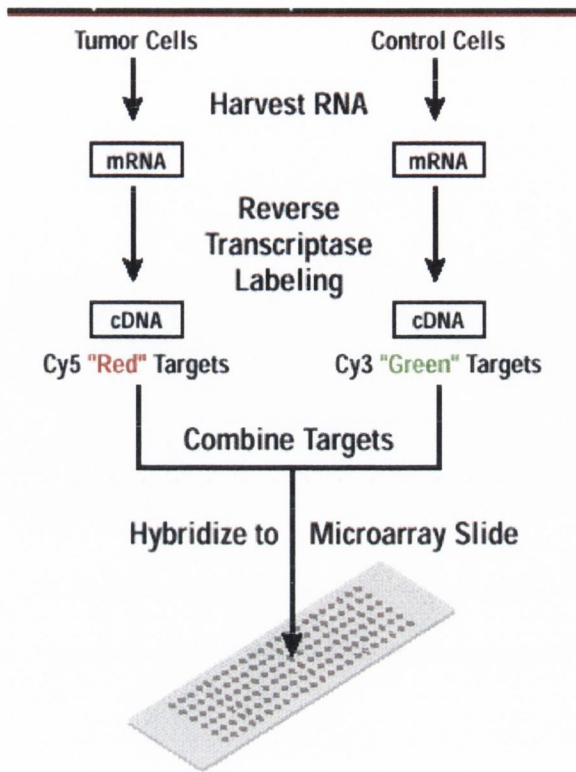 Tumor Cells Control Cells
Harvest RNA
mRNA mRNA
Reverse
Transcriptase
Labeling
cDNA cDNA
Cy5 "Red" Targets Cy3 "Green" Targets
Combine Targets
Hybridize to Microarray Slide